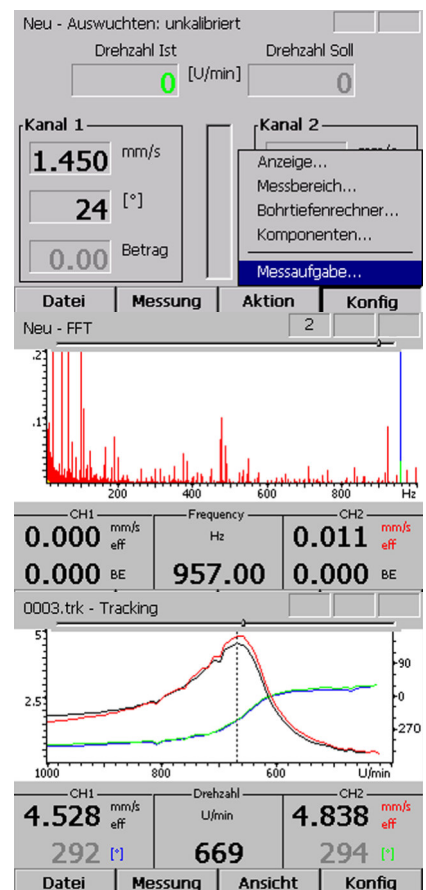 Neu - Auswuchten: unkalibriert
Drehzahl Ist Drehzahl Soll
0 [U/min] 0
Kanal 1 Kanal 2
1.450 mm/s
24 [°]
0.00 Betrag
Anzeige...
Messbereich...
Bohrtiefenrechner...
Komponenten...
Messaufgabe...
Datei Messung Aktion Konfig
Neu - FFT 2
.2
.1
200 400 600 800 Hz
CH1 Frequency CH2
0.000 mm/s eff Hz 0.011 mm/s eff
0.000 BE 957.00 0.000 BE
0003.trk - Tracking
5
90
2.5
0
270
1000 800 600 U/min
CH1 Drehzahl CH2
4.528 mm/s eff U/min 4.838 mm/s eff
292 [°] 669 294 [°]
Datei Messung Ansicht Konfig